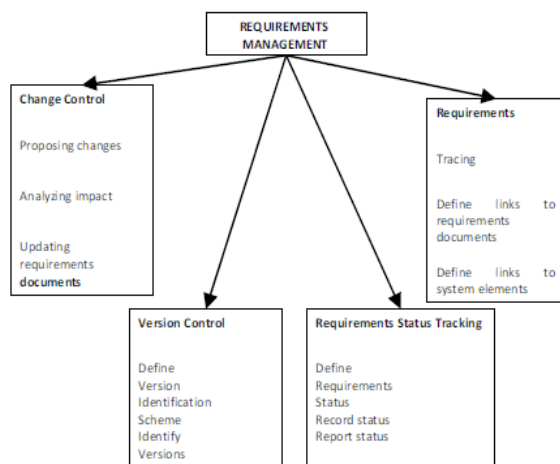 REQUIREMENTS
MANAGEMENT
Change Control
Proposing changes
Analyzing impact
Updating
requirements
documents
Requirements
Tracing
Define links to
requirements
documents
Define links to
system elements
Version Control
Define
Version
Identification
Scheme
Identify
Versions
Requirements Status Tracking
Define
Requirements
Status
Record status
Report status